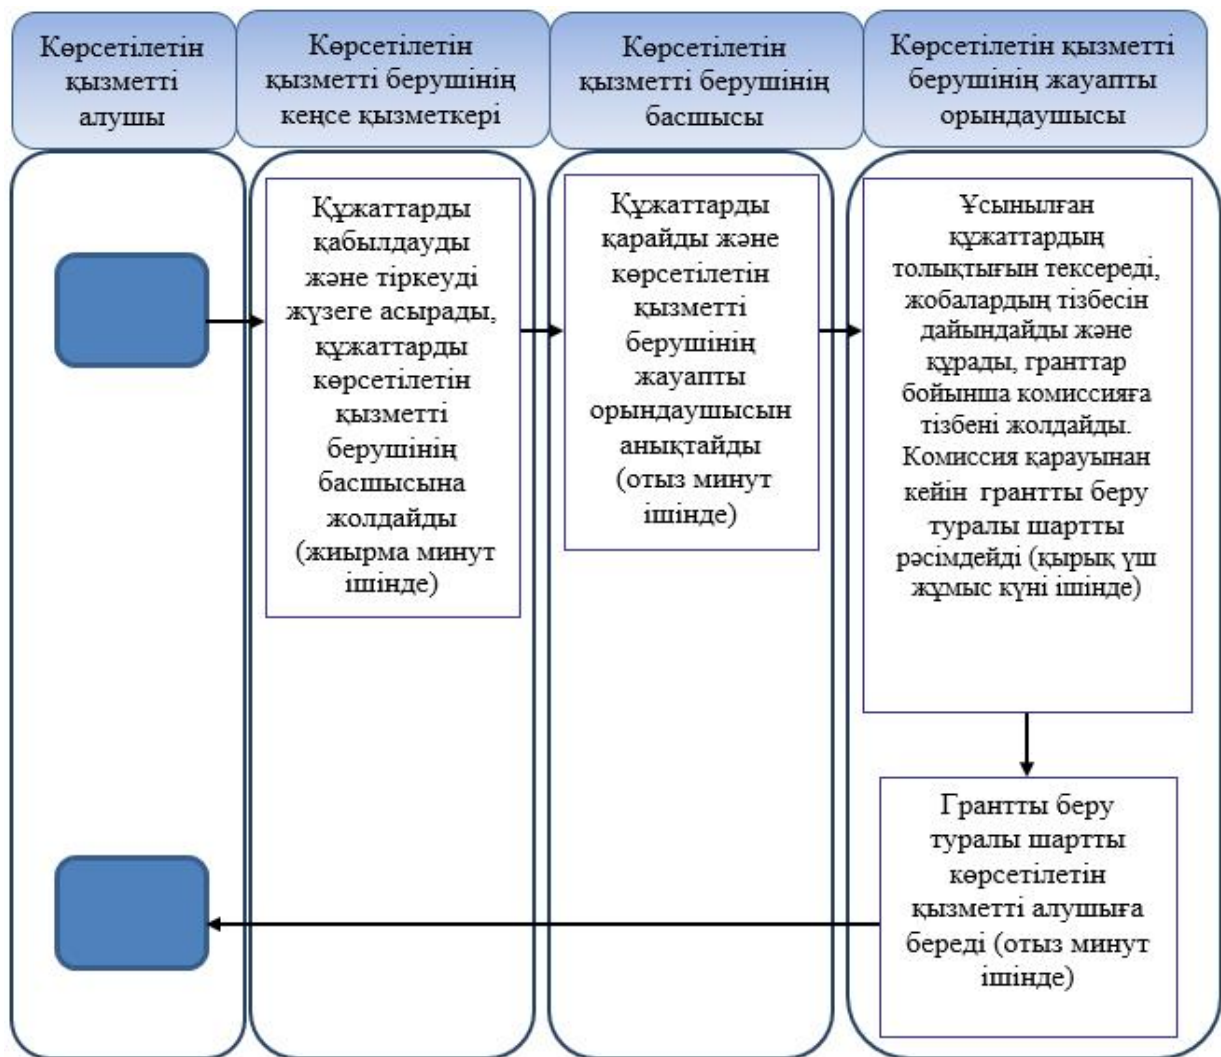 Көрсетілетін
қызметті
алушы
Көрсетілетін
қызметті берушінің
кеңсе қызметкері
Көрсетілетін
қызметті берушінің
басшысы
Көрсетілетін қызметті
берушінің жауапты
орындаушысы
Құжаттарды
қабылдауды
және тіркеуді
жүзеге асырады,
құжаттарды
көрсетілетін
қызметті
берушінің
басшысына
жолдайды
(жиырма минут
ішінде)
Құжаттарды
қарайды және
көрсетілетін
қызметті
берушінің
жауапты
орындаушысын
анықтайды
(отыз минут
ішінде)
Ұсынылған
құжаттардың
толықтығын тексереді,
жобалардың тізбесін
дайындайды және
құрады, гранттар
бойынша комиссияға
тізбені жолдайды.
Комиссия қарауынан
кейін грантты беру
туралы шартты
рәсімдейді (қырық үш
жұмыс күні ішінде)
Грантты беру
туралы шартты
көрсетілетін
қызметті алушыға
береді (отыз минут
ішінде)